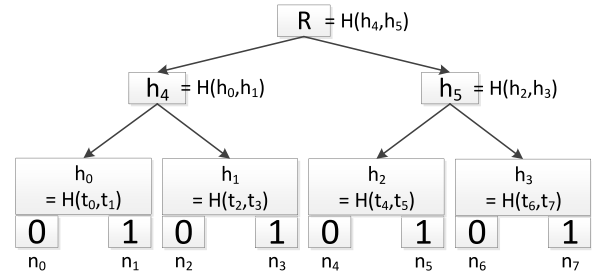 R = H(h₄,h₅)
h₄ = H(h₀,h₁) h₅ = H(h₂,h₃)
h₀ h₁ h₂ h₃
= H(t₀,t₁) = H(t₂,t₃) = H(t₄,t₅) = H(t₆,t₇)
0 1 0 1 0 1 0 1
n₀ n₁ n₂ n₃ n₄ n₅ n₆ n₇